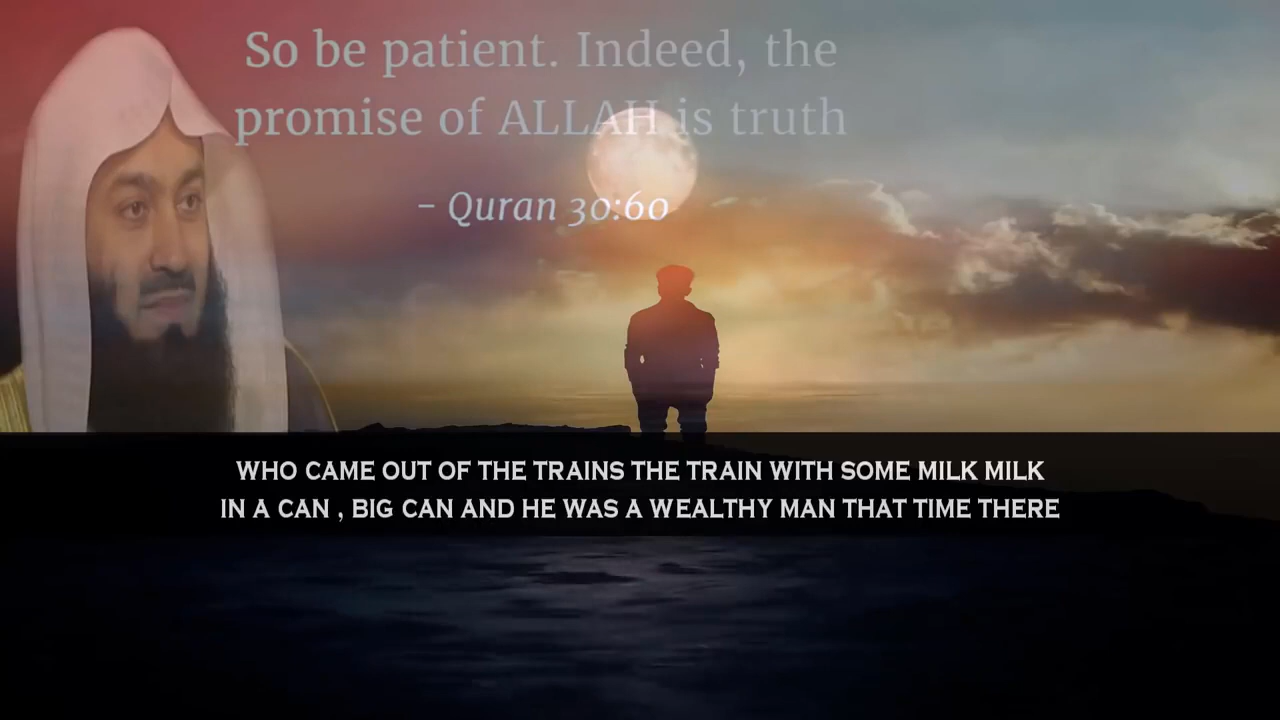 So be patient. Indeed, the
promise of ALLAH is truth
– Quran 30:60
WHO CAME OUT OF THE TRAINS THE TRAIN WITH SOME MILK MILK
IN A CAN , BIG CAN AND HE WAS A WEALTHY MAN THAT TIME THERE